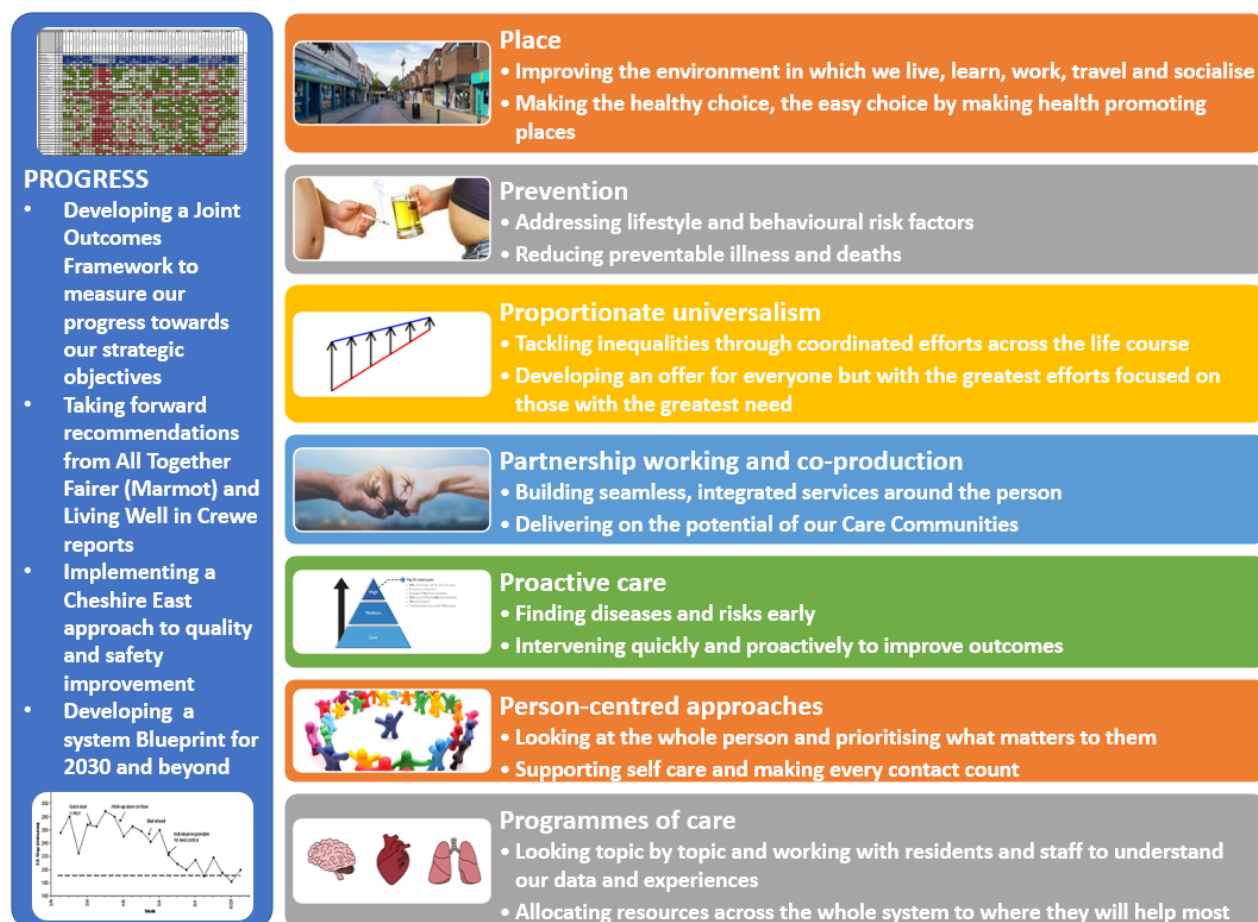 PROGRESS
• Developing a Joint
Outcomes
Framework to
measure our
progress towards
our strategic
objectives
• Taking forward
recommendations
from All Together
Fairer (Marmot) and
Living Well in Crewe
reports
• Implementing a
Cheshire East
approach to quality
and safety
improvement
• Developing a
system Blueprint for
2030 and beyond
Week
Place
• Improving the environment in which we live, learn, work, travel and socialise
• Making the healthy choice, the easy choice by making health promoting
places
Prevention
• Addressing lifestyle and behavioural risk factors
• Reducing preventable illness and deaths
Proportionate universalism
• Tackling inequalities through coordinated efforts across the life course
• Developing an offer for everyone but with the greatest efforts focused on
those with the greatest need
Partnership working and co-production
• Building seamless, integrated services around the person
• Delivering on the potential of our Care Communities
High
Medium
Low
Proactive care
• Finding diseases and risks early
• Intervening quickly and proactively to improve outcomes
Person-centred approaches
• Looking at the whole person and prioritising what matters to them
• Supporting self care and making every contact count
Programmes of care
• Looking topic by topic and working with residents and staff to understand
our data and experiences
• Allocating resources across the whole system to where they will help most